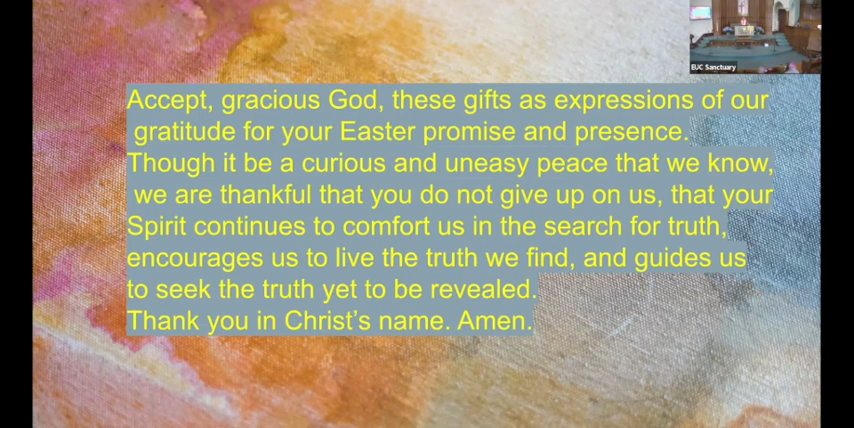 EUC Sanctuary
Accept, gracious God, these gifts as expressions of our
gratitude for your Easter promise and presence.
Though it be a curious and uneasy peace that we know,
we are thankful that you do not give up on us, that your
Spirit continues to comfort us in the search for truth,
encourages us to live the truth we find, and guides us
to seek the truth yet to be revealed.
Thank you in Christ’s name. Amen.